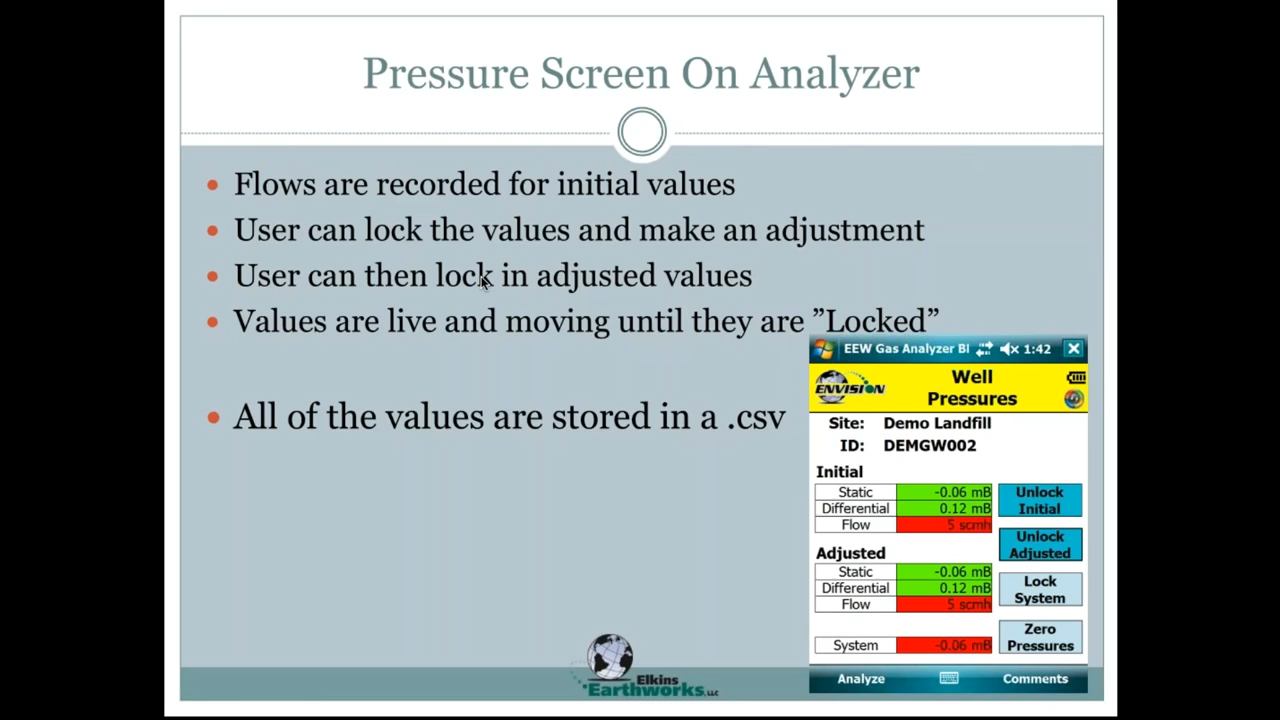 Pressure Screen On Analyzer
• Flows are recorded for initial values
• User can lock the values and make an adjustment
• User can then lock in adjusted values
• Values are live and moving until they are ”Locked”
• All of the values are stored in a .csv
EEW Gas Analyzer Bl 1:42
ENVISION
Well
Pressures
Site: Demo Landfill
ID: DEMGW002
Initial
Static -0.06 mB
Differential 0.12 mB
Flow 5 scmh
Unlock
Initial
Unlock
Adjusted
Adjusted
Static -0.06 mB
Differential 0.12 mB
Flow 5 scmh
Lock
System
System -0.06 mB
Zero
Pressures
Analyze Comments
Elkins
Earthworks, LLC